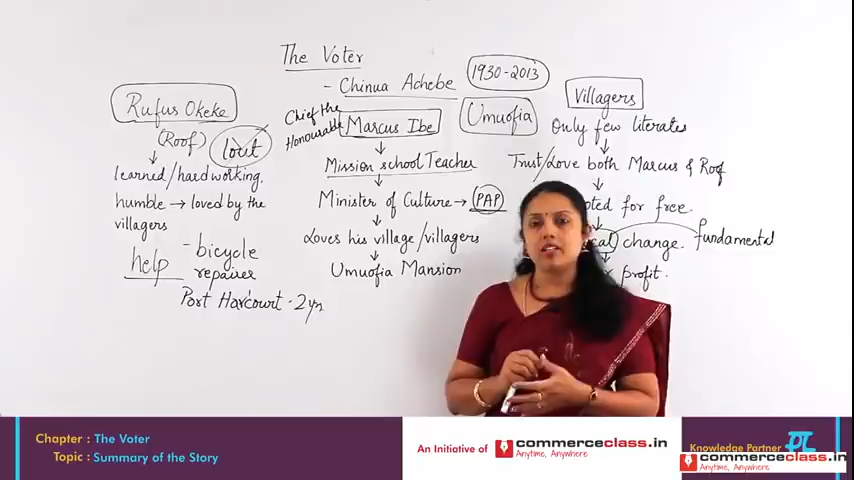 The Voter
- Chinua Achebe
1930-2013
Rufus Okeke
(Roof)
lout
learned/hardworking.
humble → loved by the
villagers
help
- bicycle
repairer
Port Harcourt - 2yrs
Chief the
Honourable
Marcus Ibe
Umuofia
Mission school Teacher
Minister of Culture → PAP
Loves his village/villagers
Umuofia Mansion
Villagers
Only few literates
Trust/Love both Marcus & Roof
oted for free.
cal) change.
fundamental
profit.
Chapter : The Voter
Topic : Summary of the Story
An Initiative of
commerceclass.in
Anytime, Anywhere
Knowledge Partner
commerceclass.in
Anytime, Anywhere